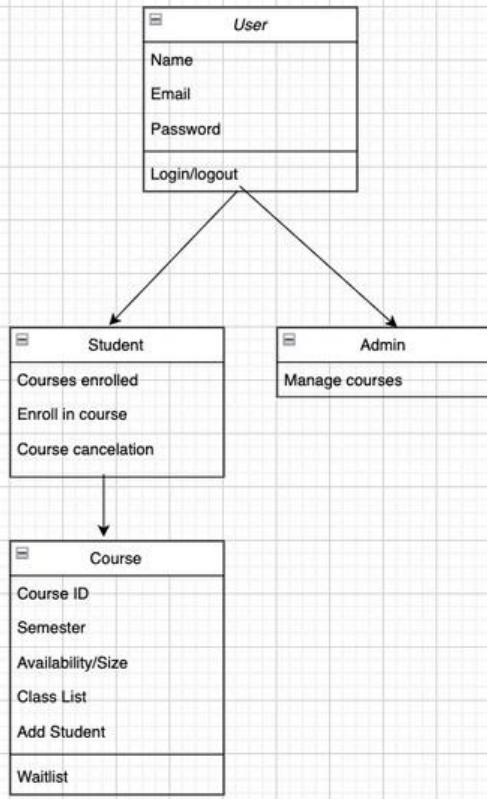 User
Name
Email
Password
Login/logout
Student
Courses enrolled
Enroll in course
Course cancelation
Admin
Manage courses
Course
Course ID
Semester
Availability/Size
Class List
Add Student
Waitlist